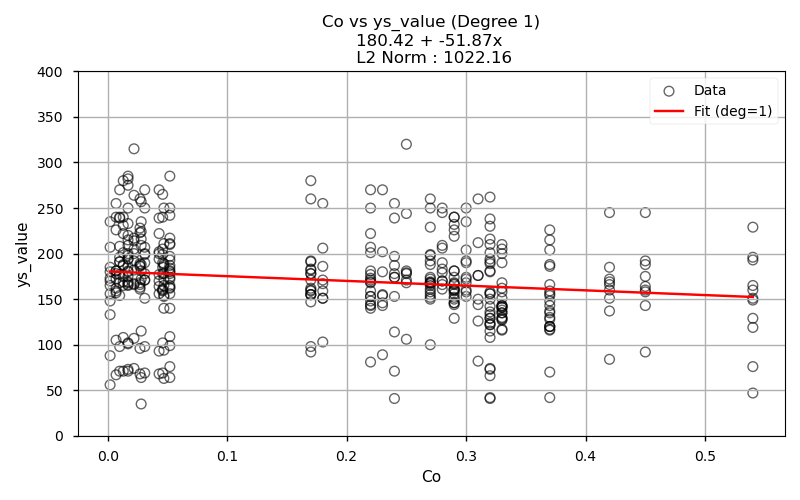 Co vs ys_value (Degree 1)
180.42 + -51.87x
L2 Norm : 1022.16
400
350
300
250
200
150
100
50
0
ys_value
Data
Fit (deg=1)
0.0 0.1 0.2 0.3 0.4 0.5
Co